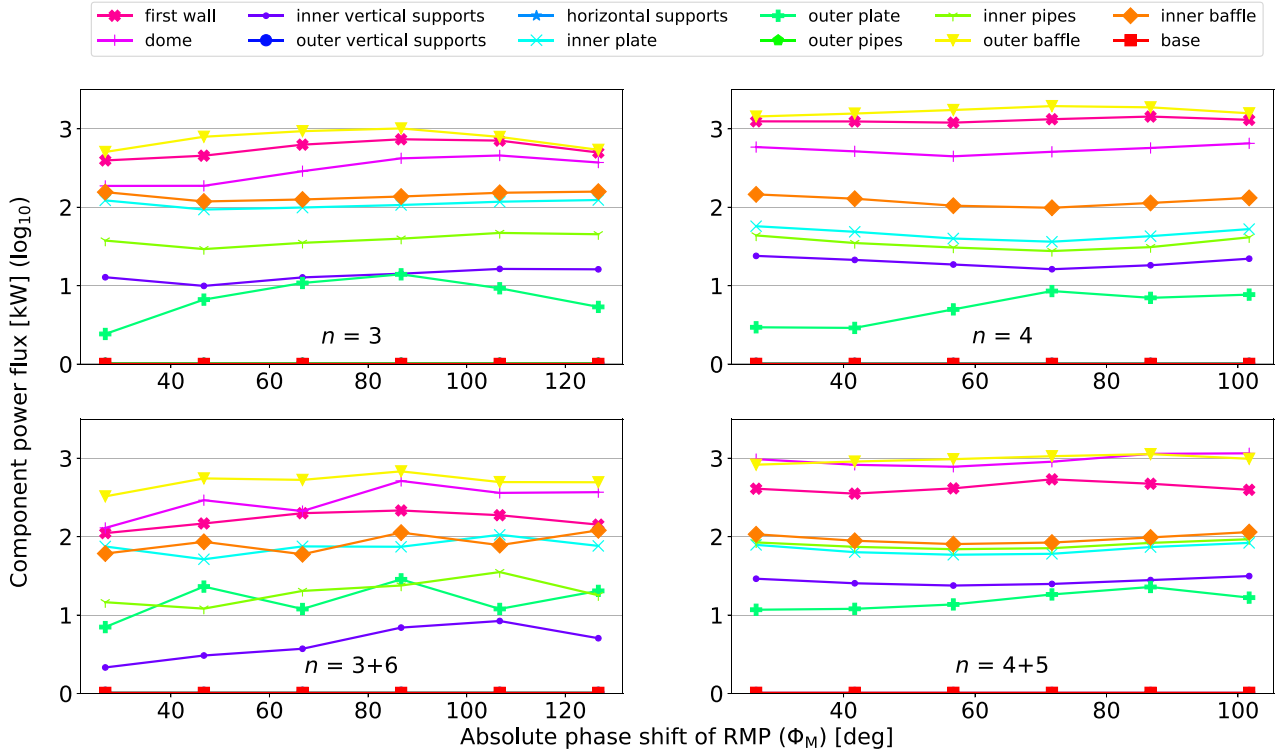 first wall inner vertical supports horizontal supports outer plate inner pipes inner baffle
dome outer vertical supports inner plate outer pipes outer baffle base
Component power flux [kW] (log10)
3
2
1
0
n = 3
40 60 80 100 120
n = 4
40 60 80 100
3
2
1
0
3
2
1
0
n = 3+6
40 60 80 100 120
3
2
1
0
n = 4+5
40 60 80 100
Absolute phase shift of RMP (ΦM) [deg]